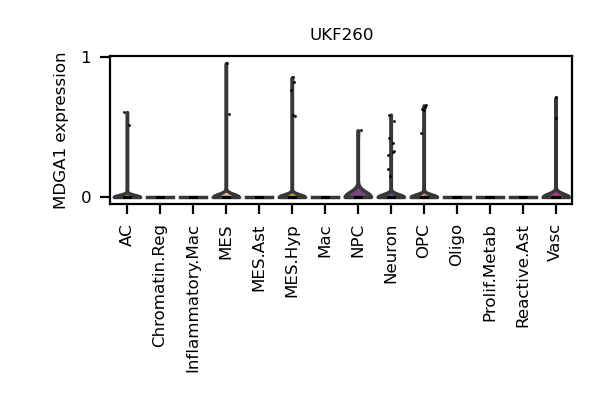 UKF260
MDGA1 expression
1
0
AC
Chromatin.Reg
Inflammatory.Mac
MES
MES.Ast
MES.Hyp
Mac
NPC
Neuron
OPC
Oligo
Prolif.Metab
Reactive.Ast
Vasc